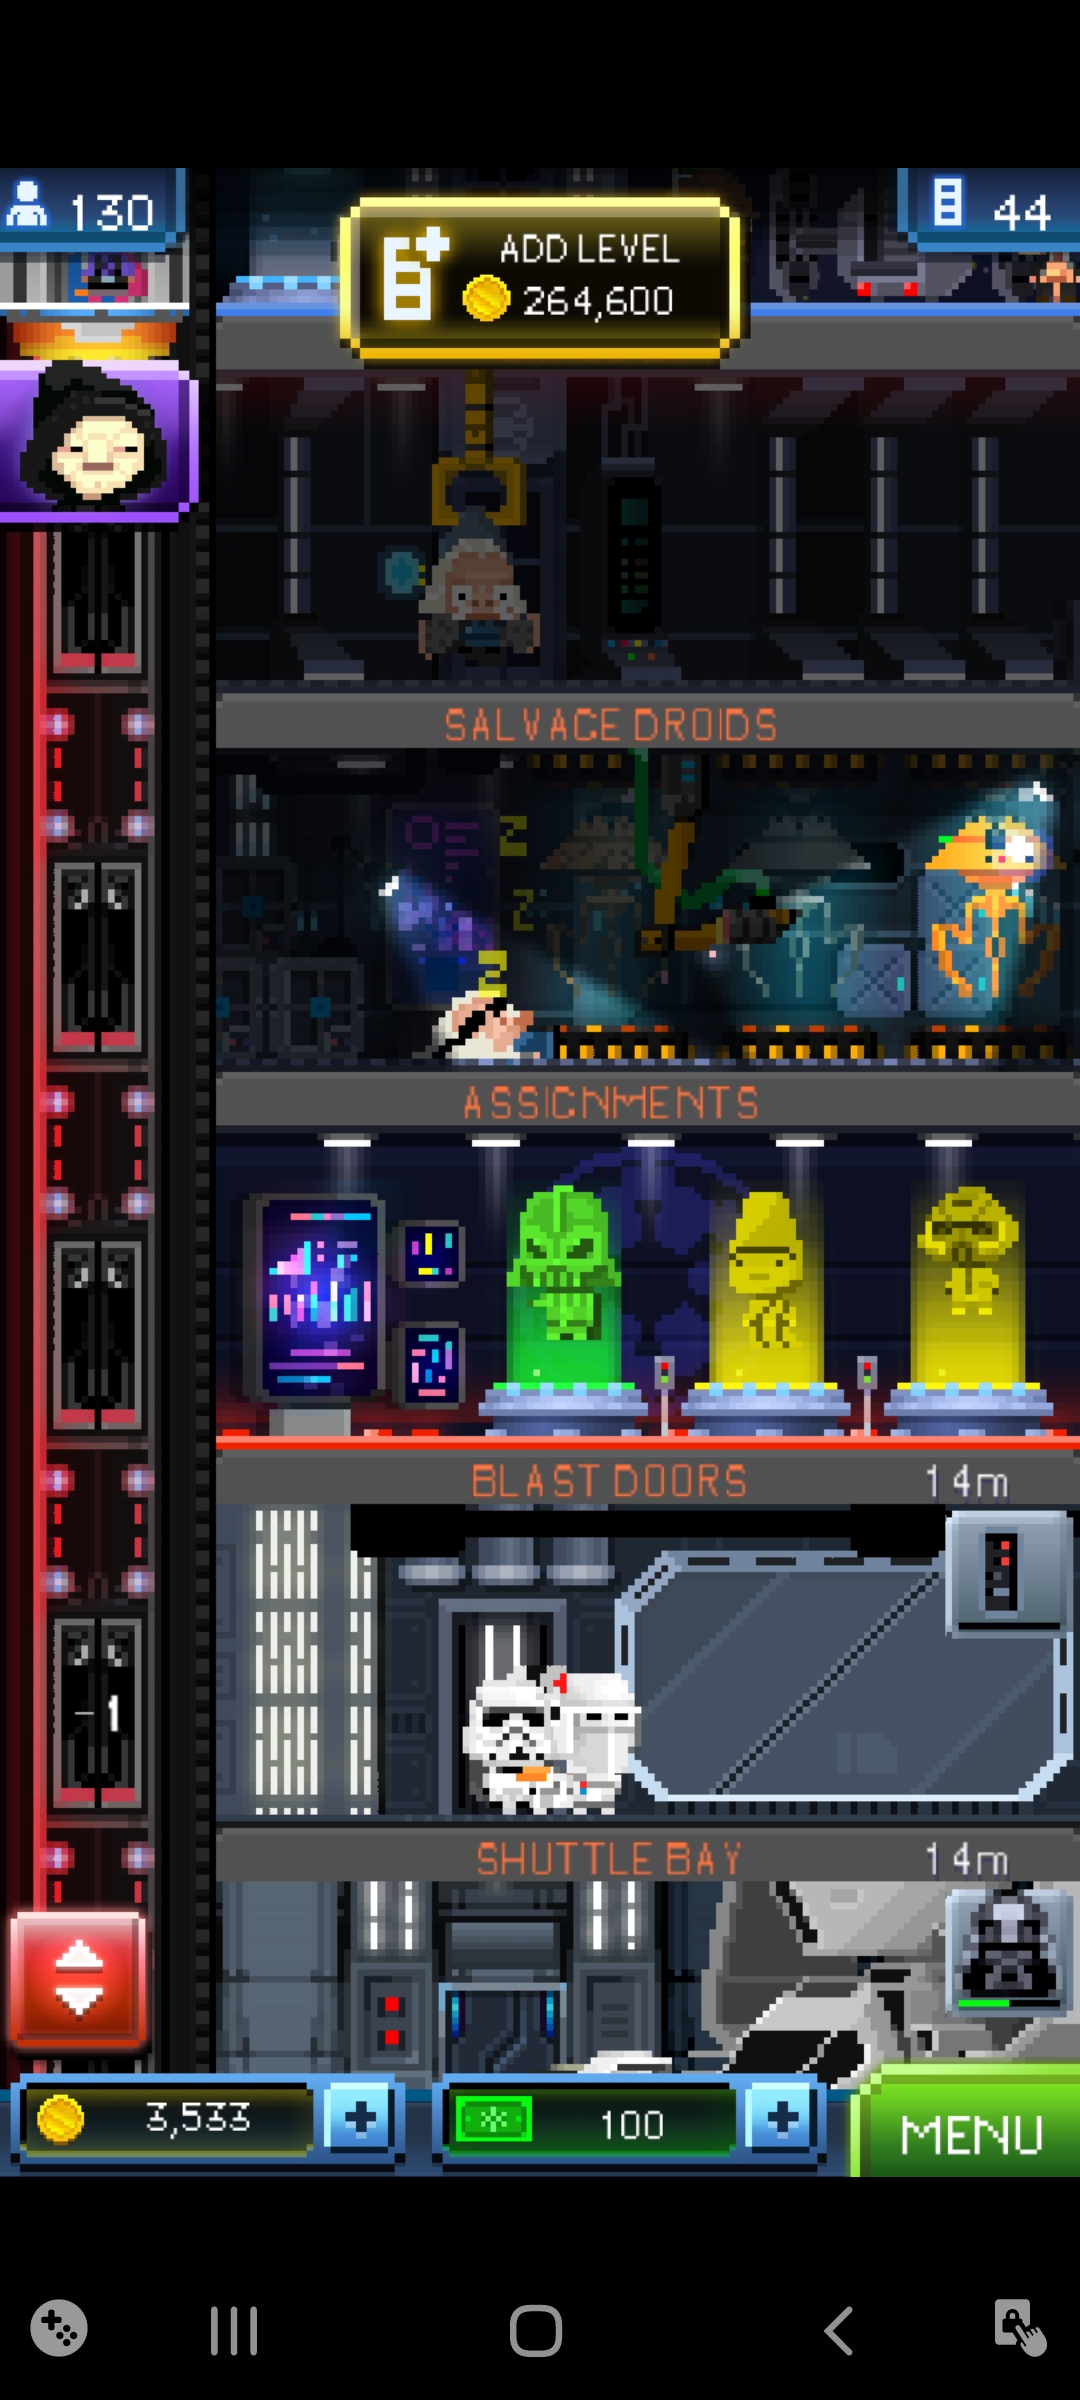 130
44
ADD LEVEL
264,600
SALVAGE DROIDS
Z
Z
Z
ASSIGNMENTS
BLAST DOORS 14m
-1
SHUTTLE BAY 14m
3,533
100
MENU